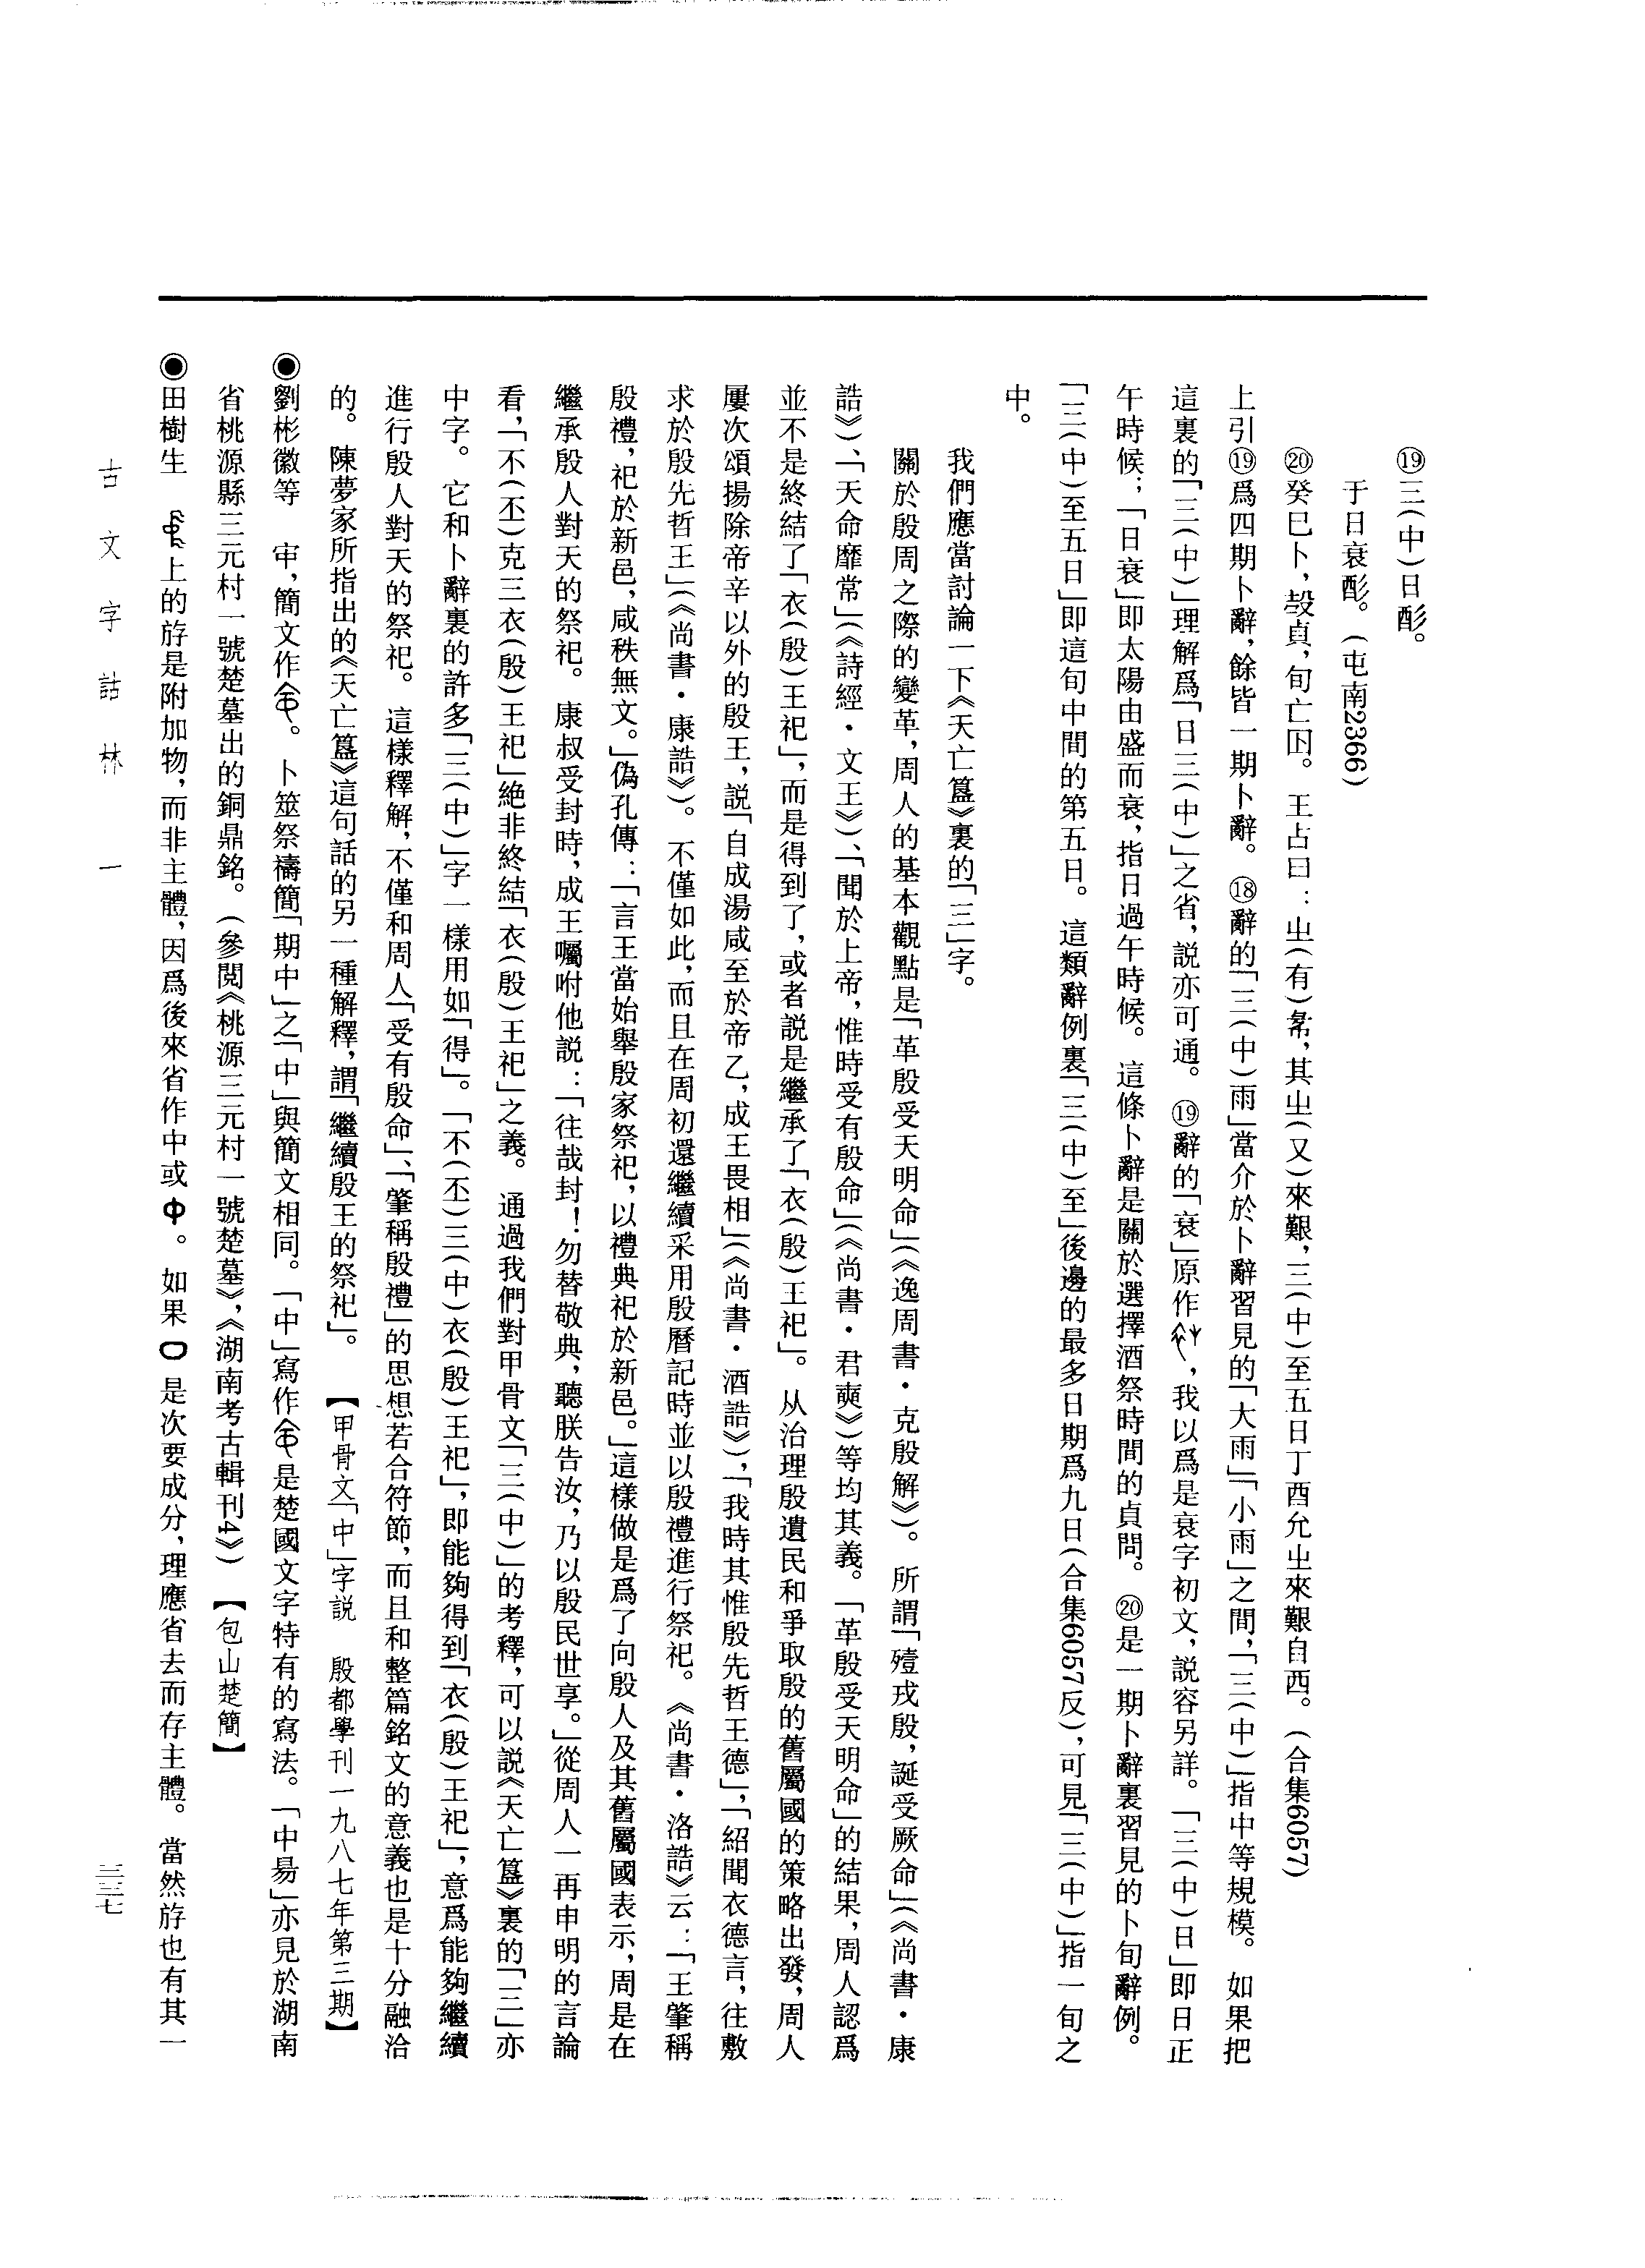 ⑲三(中)日酌。
于日衰酌。(屯南2366)
⑳癸巳卜,㱿貞,旬亡囚。王占曰:㞢(有)祟,其㞢(又)來艱,三(中)至五日丁酉允㞢來艱自西。(合集6057)
上引⑲爲四期卜辭,餘皆一期卜辭。⑱辭的「三(中)雨」當介於卜辭習見的「大雨」「小雨」之間,「三(中)」指中等規模。如果把
這裏的「三(中)」理解爲「日三(中)」之省,説亦可通。⑲辭的「衰」原作,我以爲是衰字初文,説容另詳。「三(中)日」即日正
午時候;「日衰」即太陽由盛而衰,指日過午時候。這條卜辭是關於選擇酒祭時間的貞問。⑳是一期卜辭裏習見的卜旬辭例。
「三(中)至五日」即這旬中間的第五日。這類辭例裏「三(中)至」後邊的最多日期爲九日(合集6057反),可見「三(中)」指一旬之
中。
我們應當討論一下《天亡簋》裏的「三」字。
關於殷周之際的變革,周人的基本觀點是「革殷受天明命」(《逸周書·克殷解》)。所謂「殪戎殷,誕受厥命」(《尚書·康
誥》)、「天命靡常」(《詩經·文王》)、「聞於上帝,惟時受有殷命」(《尚書·君奭》)等均其義。「革殷受天明命」的結果,周人認爲
並不是終結了「衣(殷)王祀」,而是得到了,或者説是繼承了「衣(殷)王祀」。从治理殷遺民和爭取殷的舊屬國的策略出發,周人
屢次頌揚除帝辛以外的殷王,説「自成湯咸至於帝乙,成王畏相」(《尚書·酒誥》),「我時其惟殷先哲王德」,「紹聞衣德言,往敷
求於殷先哲王」(《尚書·康誥》)。不僅如此,而且在周初還繼續采用殷曆記時並以殷禮進行祭祀。《尚書·洛誥》云:「王肇稱
殷禮,祀於新邑,咸秩無文。」偽孔傳:「言王當始舉殷家祭祀,以禮典祀於新邑。」這樣做是爲了向殷人及其舊屬國表示,周是在
繼承殷人對天的祭祀。康叔受封時,成王囑咐他説:「往哉封!勿替敬典,聽朕告汝,乃以殷民世享。」從周人一再申明的言論
看,「不(丕)克三衣(殷)王祀」絶非終結「衣(殷)王祀」之義。通過我們對甲骨文「三(中)」的考釋,可以説《天亡簋》裏的「三」亦
中字。它和卜辭裏的許多「三(中)」字一樣用如「得」。「不(丕)三(中)衣(殷)王祀」,即能夠得到「衣(殷)王祀」,意爲能夠繼續
進行殷人對天的祭祀。這樣釋解,不僅和周人「受有殷命」、「肇稱殷禮」的思想若合符節,而且和整篇銘文的意義也是十分融洽
的。陳夢家所指出的《天亡簋》這句話的另一種解釋,謂「繼續殷王的祭祀」。【甲骨文「中」字説 殷都學刊一九八七年第三期】
◉劉彬徽等 审,簡文作。卜筮祭禱簡「期中」之「中」與簡文相同。「中」寫作是楚國文字特有的寫法。「中昜」亦見於湖南
省桃源縣三元村一號楚墓出的銅鼎銘。(參閱《桃源三元村一號楚墓》,《湖南考古輯刊4》)【包山楚簡】
◉田樹生 上的斿是附加物,而非主體,因爲後來省作中或。如果是次要成分,理應省去而存主體。當然斿也有其一
古文字詁林 一
三三七